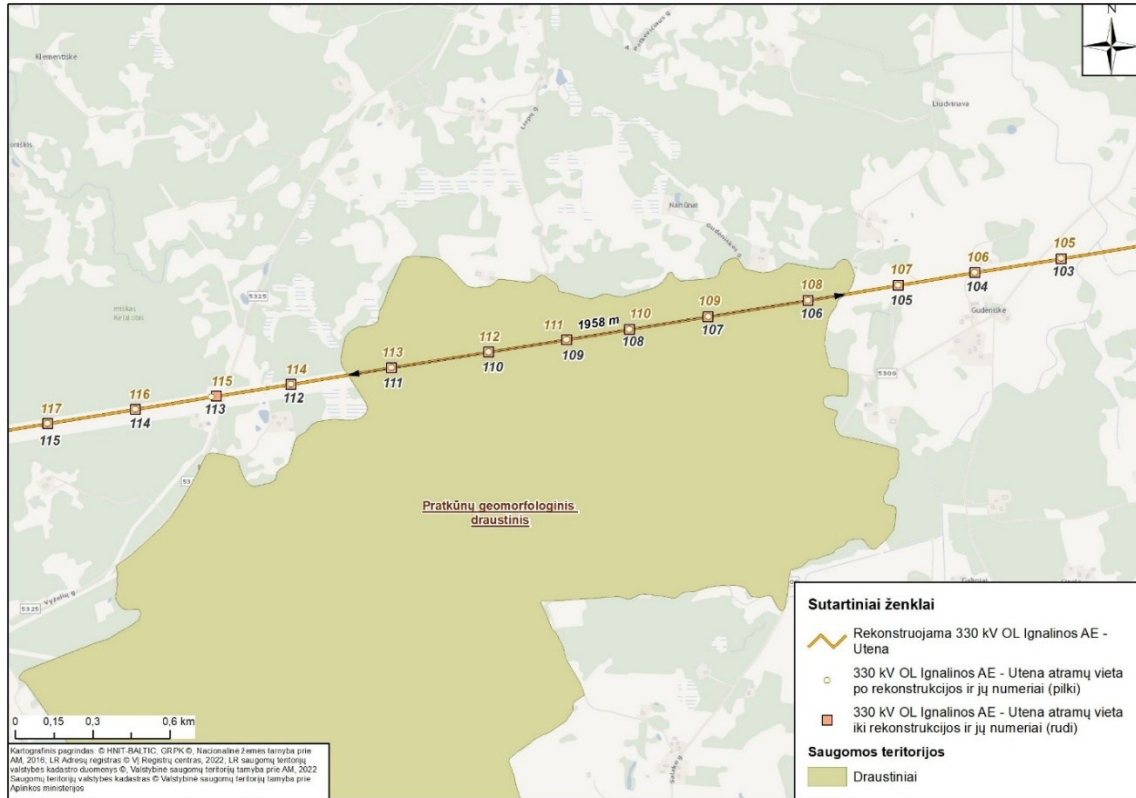 N
Klementiškė
Liepų g.
Liudvinava
Gudeniškės g.
5325
105
106
107
108
109
110
111
112
113
114
115
116
117
1958 m
103
104
105
106
107
108
109
110
111
112
113
114
115
Gudeniškė
5309
Pratkūnų geomorfologinis
draustinis
Vyželių g.
5325
Salako g.
0 0,15 0,3 0,6 km
Sutartiniai ženklai
Rekonstruojama 330 kV OL Ignalinos AE -
Utena
330 kV OL Ignalinos AE - Utena atramų vieta
po rekonstrukcijos ir jų numeriai (pilki)
330 kV OL Ignalinos AE - Utena atramų vieta
iki rekonstrukcijos ir jų numeriai (rudi)
Saugomos teritorijos
Draustiniai
Kartografinis pagrindas: © HNIT-BALTIC, GRPK ©, Nacionalinė žemės tarnyba prie
AM, 2016; LR Adresų registras © VĮ Registrų centras, 2022; LR saugomų teritorijų
valstybės kadastro duomenys ©, Valstybinė saugomų teritorijų tarnyba prie AM, 2022
Saugomų teritorijų valstybės kadastras © Valstybinė saugomų teritorijų tarnyba prie
Aplinkos ministerijos